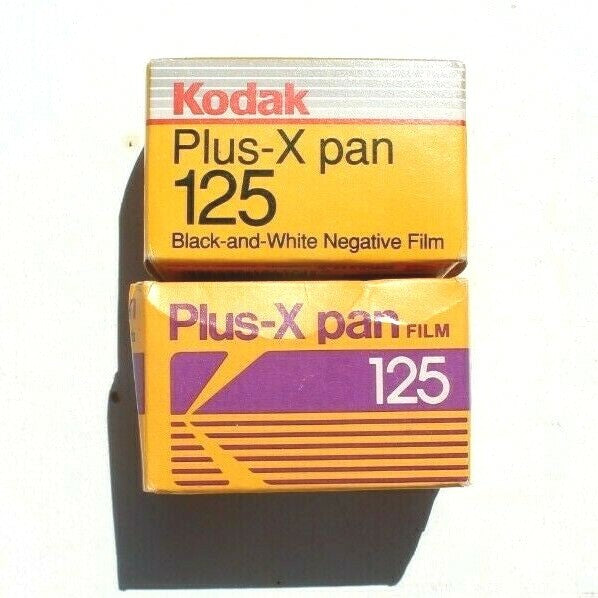 Kodak
Plus-X pan
125
Black-and-White Negative Film
Plus-X pan FILM
125